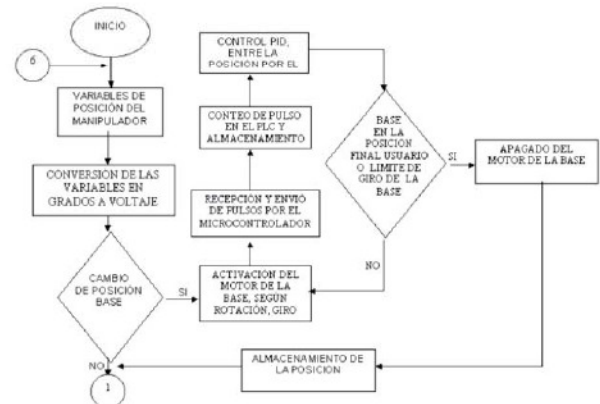 INICIO
6
VARIABLES DE
POSICIÓN DEL
MANIPULADOR
CONVERSION DE LAS
VARIABLES EN
GRADOS A VOLTAJE
CAMBIO
DE POSICIÓN
BASE
SI
NO
1
ACTIVACIÓN DEL
MOTOR DE LA
BASE, SEGÚN
ROTACIÓN, GIRO
RECEPCIÓN Y ENVIO
DE PULSOS POR EL
MICROCONTROLADOR
CONTEO DE PULSO
EN EL PLC Y
ALMACENAMIENTO
CONTROL PID,
ENTRE LA
POSICIÓN POR EL
BASE
EN LA
POSICIÓN
FINAL USUARIO
O LIMITE DE
GIRO DE LA
BASE
SI
NO
APAGADO DEL
MOTOR DE LA BASE
ALMACENAMIENTO DE
LA POSICIÓN